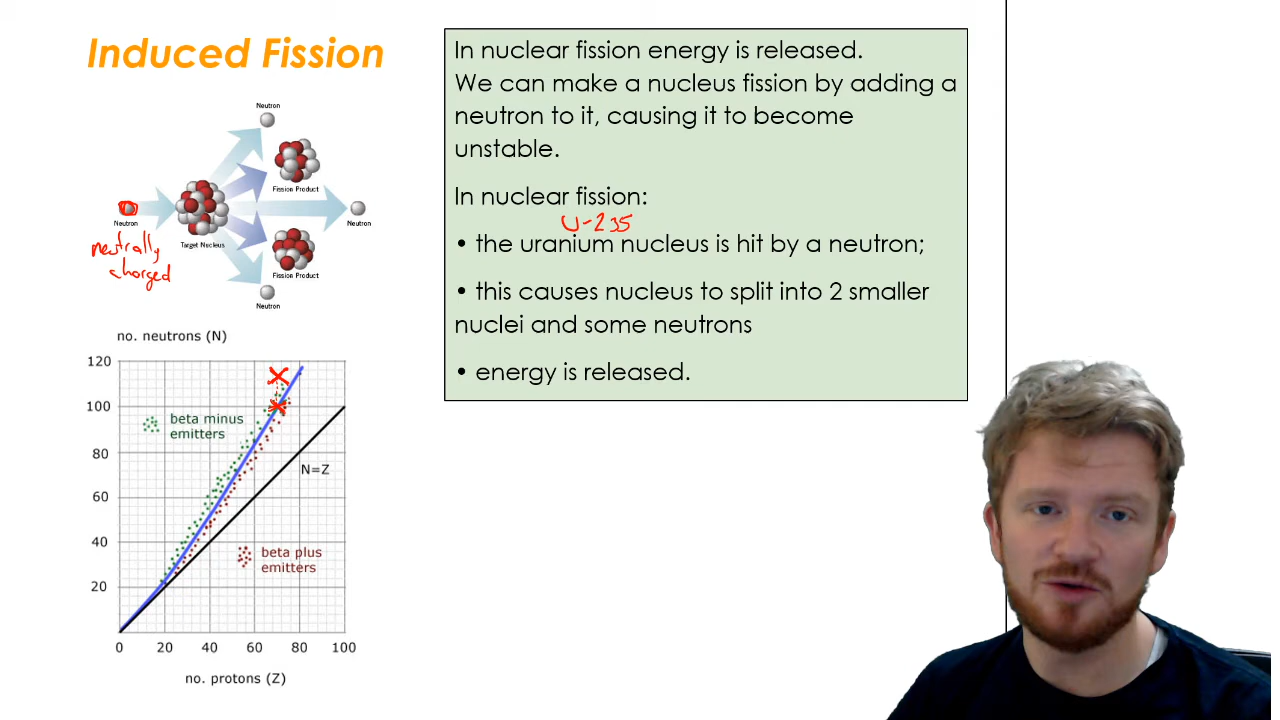 Induced Fission
Neutron
Fission Product
Neutron
Neutron
Target Nucleus
Fission Product
Neutron
neutrally
charged
In nuclear fission energy is released.
We can make a nucleus fission by adding a
neutron to it, causing it to become
unstable.
In nuclear fission:
U-235
• the uranium nucleus is hit by a neutron;
• this causes nucleus to split into 2 smaller
nuclei and some neutrons
• energy is released.
no. neutrons (N)
120
100
80
60
40
20
beta minus
emitters
N=Z
beta plus
emitters
0 20 40 60 80 100
no. protons (Z)